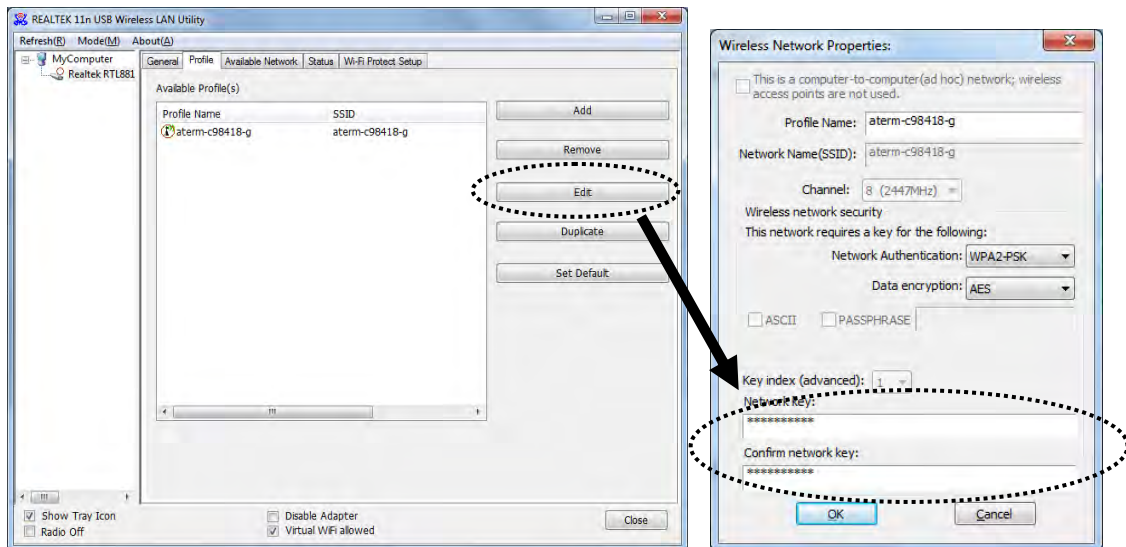 REALTEK 11n USB Wireless LAN Utility
Refresh(R) Mode(M) About(A)
MyComputer
Realtek RTL881
General Profile Available Network Status Wi-Fi Protect Setup
Available Profile(s)
Profile Name SSID
aterm-c98418-g aterm-c98418-g
Add
Remove
Edit
Duplicate
Set Default
Show Tray Icon
Radio Off
Disable Adapter
Virtual WiFi allowed
Close
Wireless Network Properties:
This is a computer-to-computer(ad hoc) network; wireless
access points are not used.
Profile Name: aterm-c98418-g
Network Name(SSID): aterm-c98418-g
Channel: 8 (2447MHz)
Wireless network security
This network requires a key for the following:
Network Authentication: WPA2-PSK
Data encryption: AES
ASCII PASSPHRASE
Key index (advanced): 1
Network key:
**********
Confirm network key:
**********
OK Cancel